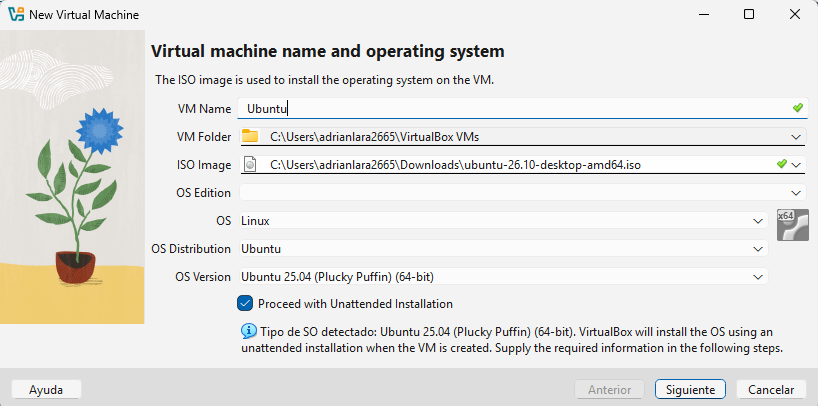 New Virtual Machine
Virtual machine name and operating system
The ISO image is used to install the operating system on the VM.
VM Name Ubuntu
VM Folder C:\Users\adrianlara2665\VirtualBox VMs
ISO Image C:\Users\adrianlara2665\Downloads\ubuntu-26.10-desktop-amd64.iso
OS Edition
OS Linux
x64
OS Distribution Ubuntu
OS Version Ubuntu 25.04 (Plucky Puffin) (64-bit)
Proceed with Unattended Installation
Tipo de SO detectado: Ubuntu 25.04 (Plucky Puffin) (64-bit). VirtualBox will install the OS using an
unattended installation when the VM is created. Supply the required information in the following steps.
Ayuda Anterior Siguiente Cancelar